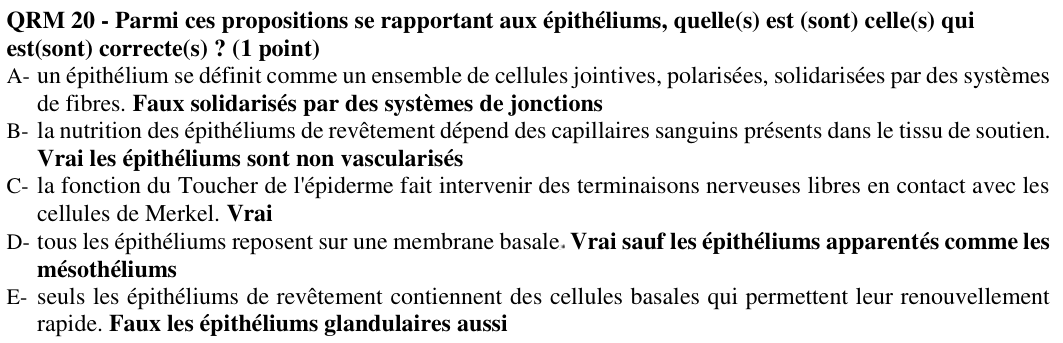 QRM 20 - Parmi ces propositions se rapportant aux épithéliums, quelle(s) est (sont) celle(s) qui
est(sont) correcte(s) ? (1 point)
A- un épithélium se définit comme un ensemble de cellules jointives, polarisées, solidarisées par des systèmes
de fibres. Faux solidarisés par des systèmes de jonctions
B- la nutrition des épithéliums de revêtement dépend des capillaires sanguins présents dans le tissu de soutien.
Vrai les épithéliums sont non vascularisés
C- la fonction du Toucher de l'épiderme fait intervenir des terminaisons nerveuses libres en contact avec les
cellules de Merkel. Vrai
D- tous les épithéliums reposent sur une membrane basale. Vrai sauf les épithéliums apparentés comme les
mésothéliums
E- seuls les épithéliums de revêtement contiennent des cellules basales qui permettent leur renouvellement
rapide. Faux les épithéliums glandulaires aussi